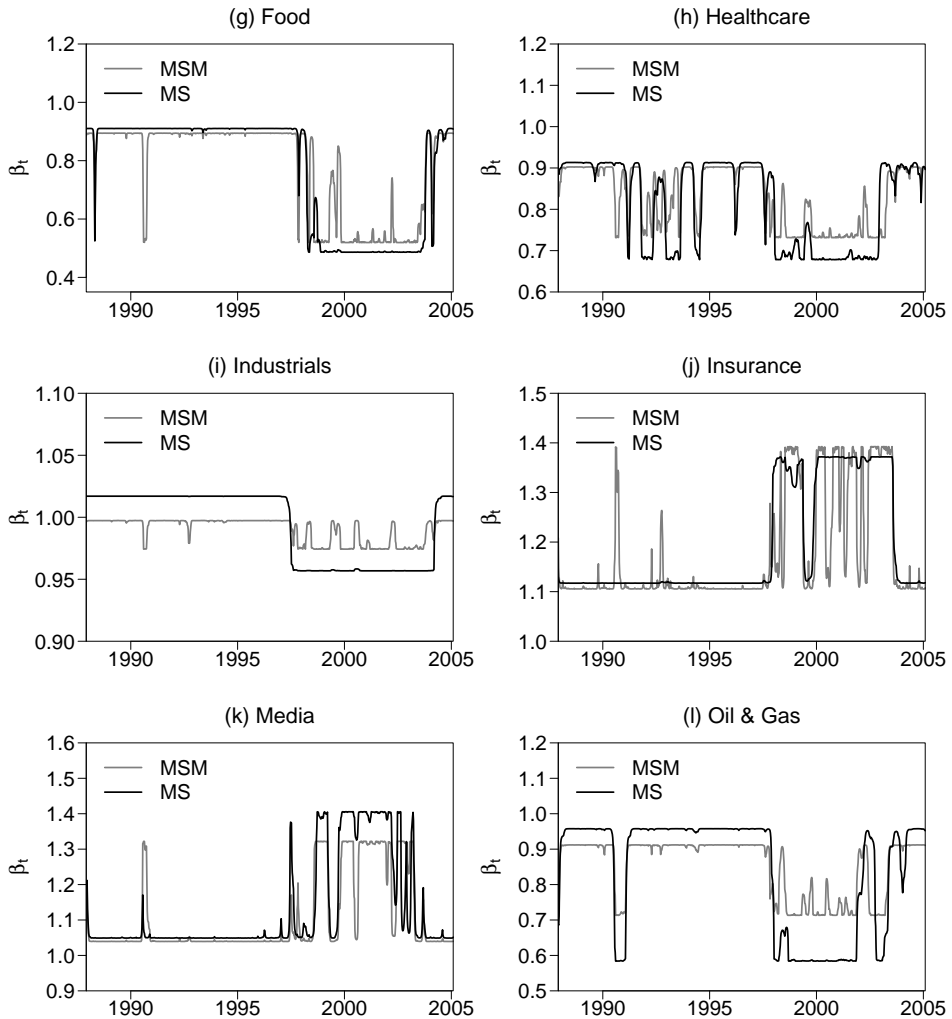 (g) Food
1.2
1.0
0.8
0.6
0.4
βt
MSM
MS
1990 1995 2000 2005
(h) Healthcare
1.2
1.1
1.0
0.9
0.8
0.7
0.6
βt
MSM
MS
1990 1995 2000 2005
(i) Industrials
1.10
1.05
1.00
0.95
0.90
βt
MSM
MS
1990 1995 2000 2005
(j) Insurance
1.5
1.4
1.3
1.2
1.1
1.0
βt
MSM
MS
1990 1995 2000 2005
(k) Media
1.6
1.5
1.4
1.3
1.2
1.1
1.0
0.9
βt
MSM
MS
1990 1995 2000 2005
(l) Oil & Gas
1.2
1.1
1.0
0.9
0.8
0.7
0.6
0.5
βt
MSM
MS
1990 1995 2000 2005